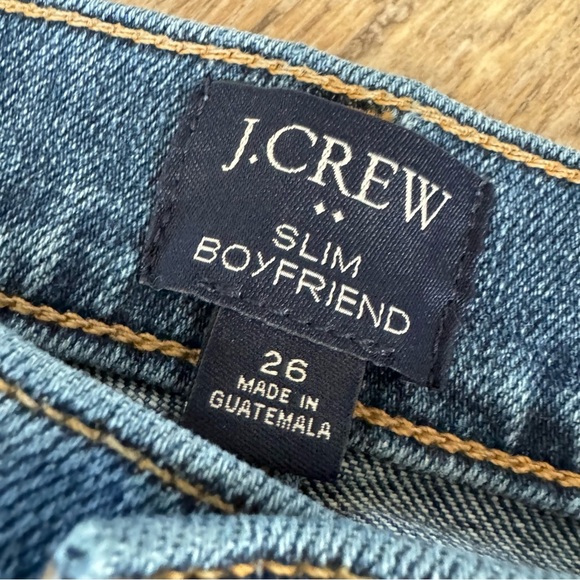 J.CREW
SLIM
BOYFRIEND
26
MADE IN
GUATEMALA